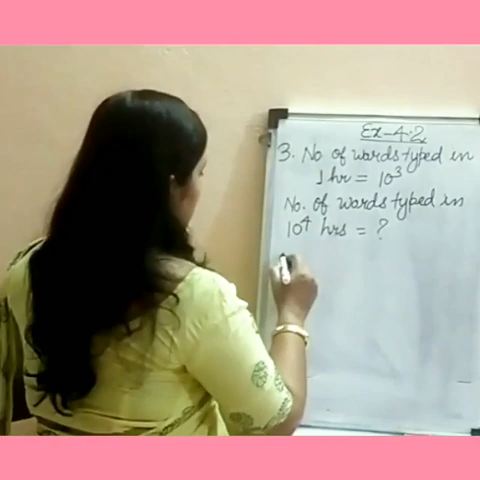 Ex-4.2
3. No. of words typed in
1 hr = 10³
No. of words typed in
10⁴ hrs = ?